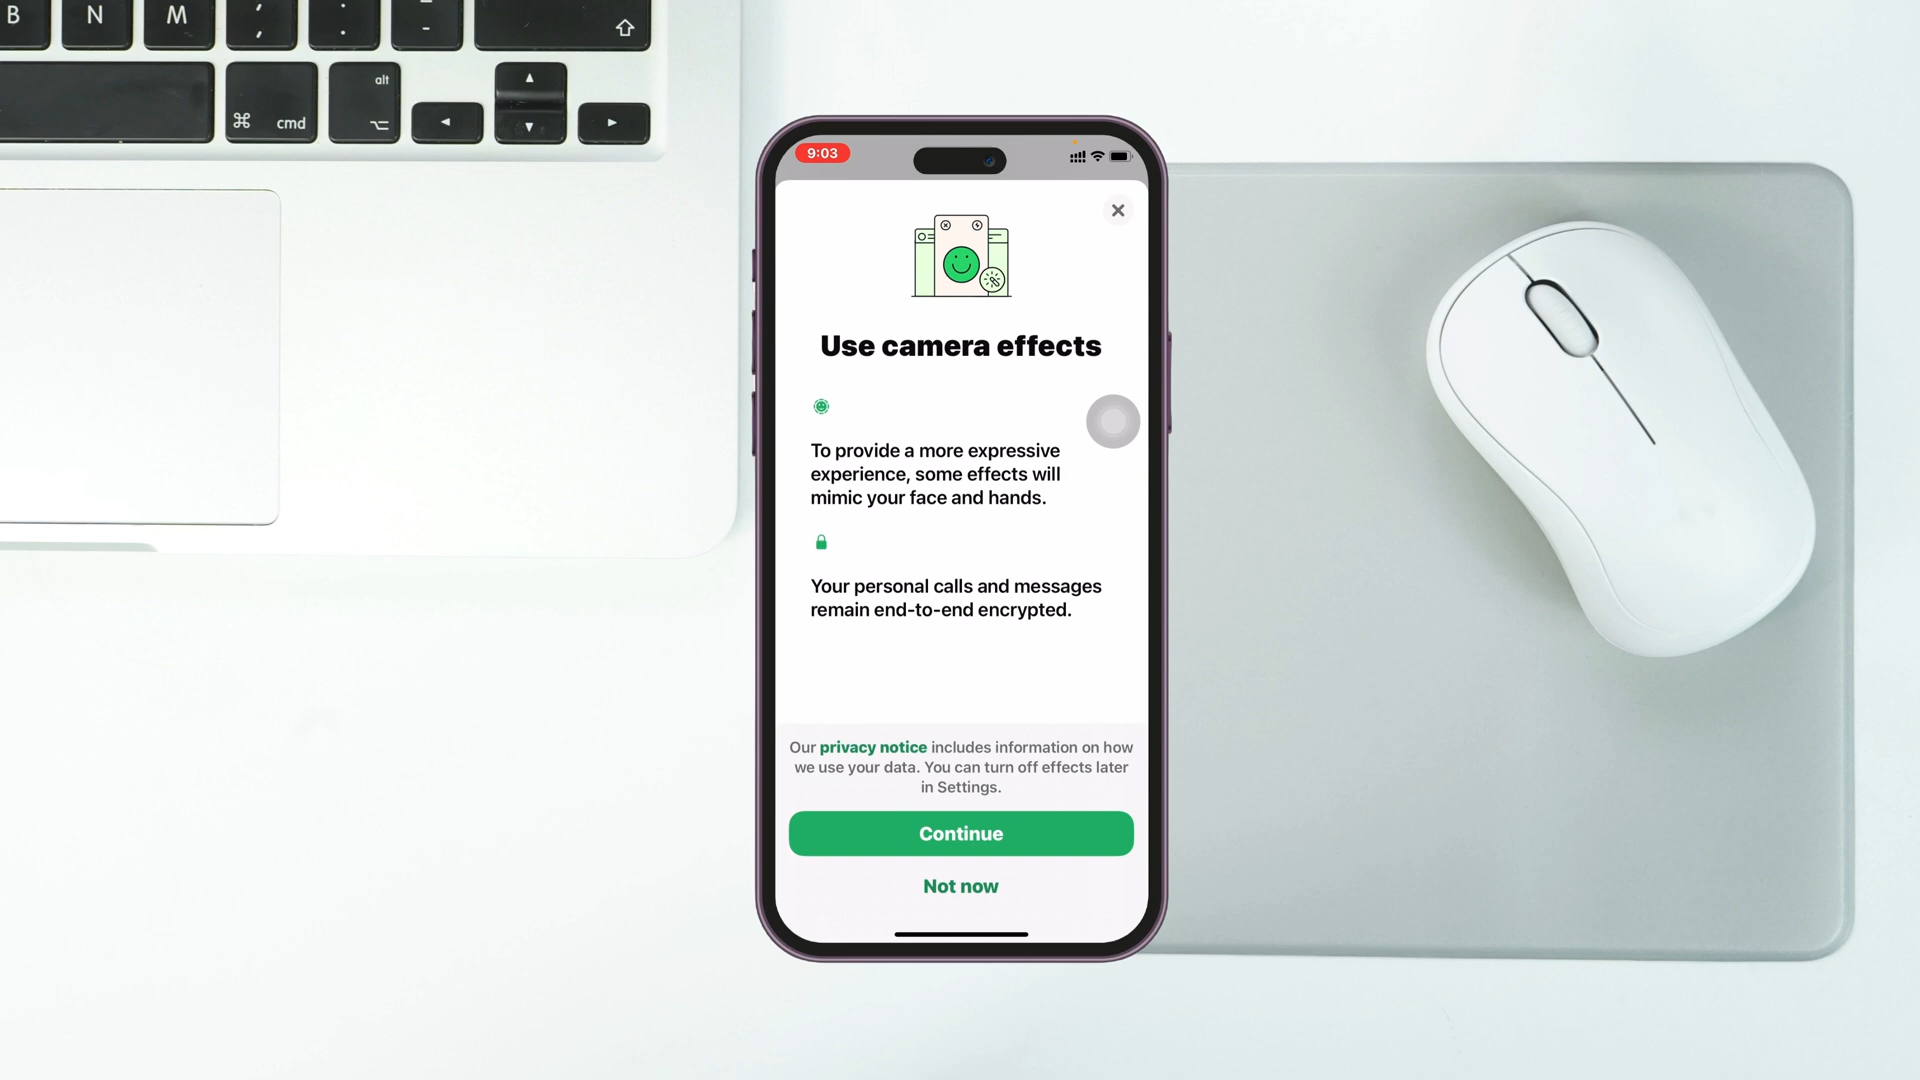 B N M , . -
alt
cmd
9:03
Use camera effects
To provide a more expressive
experience, some effects will
mimic your face and hands.
Your personal calls and messages
remain end-to-end encrypted.
Our privacy notice includes information on how
we use your data. You can turn off effects later
in Settings.
Continue
Not now